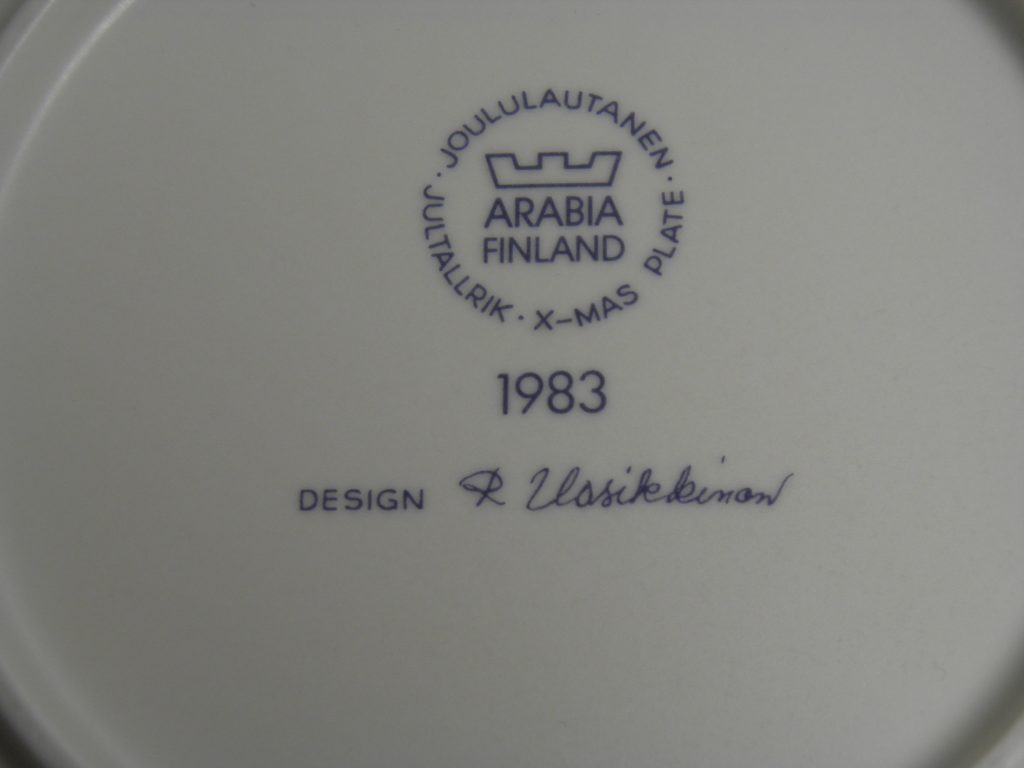 JOULULAUTANEN · X-MAS PLATE · JULTALLRIK ·
ARABIA
FINLAND
1983
DESIGN R Uosikkinen